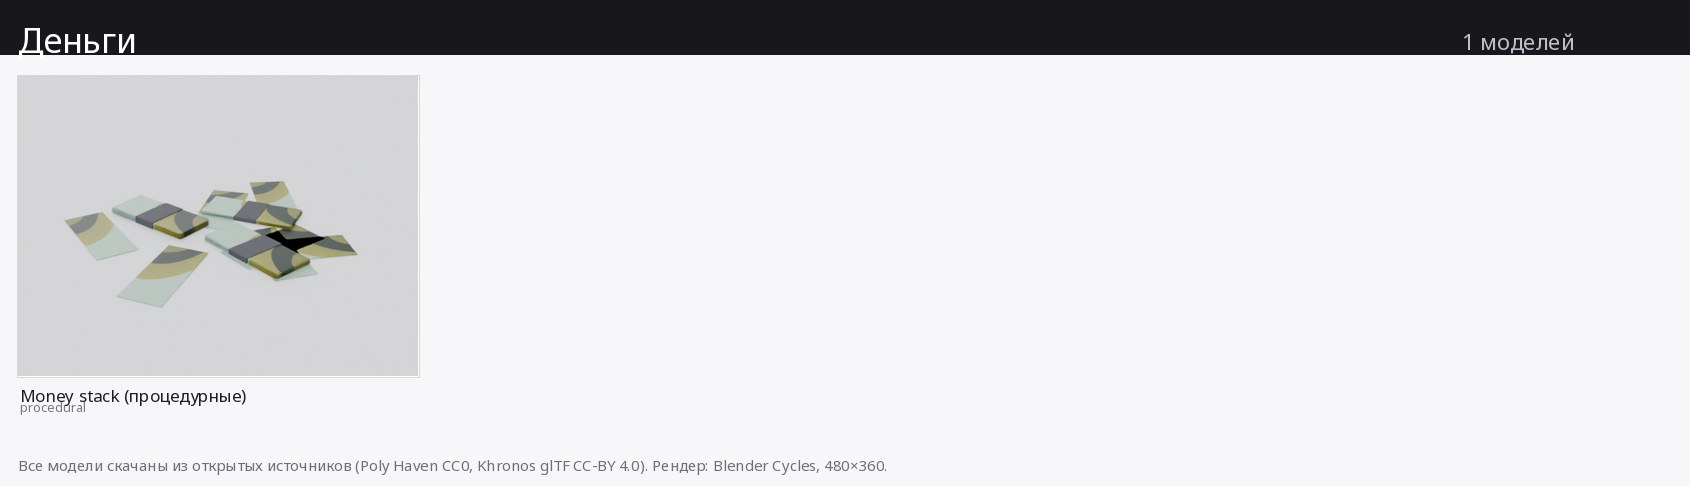 Деньги
1 моделей
Money stack (процедурные)
procedural
Все модели скачаны из открытых источников (Poly Haven CC0, Khronos glTF CC-BY 4.0). Рендер: Blender Cycles, 480×360.